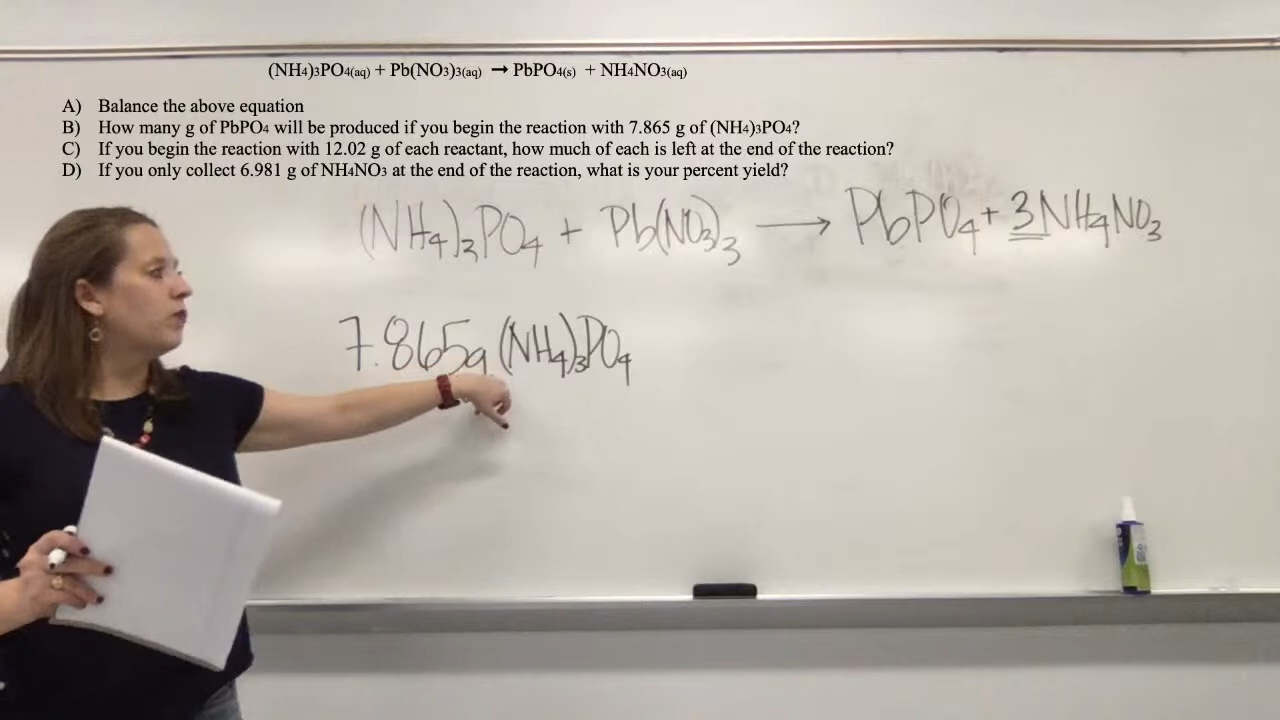 (NH4)3PO4(aq) + Pb(NO3)3(aq) → PbPO4(s) + NH4NO3(aq)
A) Balance the above equation
B) How many g of PbPO4 will be produced if you begin the reaction with 7.865 g of (NH4)3PO4?
C) If you begin the reaction with 12.02 g of each reactant, how much of each is left at the end of the reaction?
D) If you only collect 6.981 g of NH4NO3 at the end of the reaction, what is your percent yield?
(NH4)3PO4 + Pb(NO3)3 → PbPO4 + 3NH4NO3
7.865g (NH4)3PO4